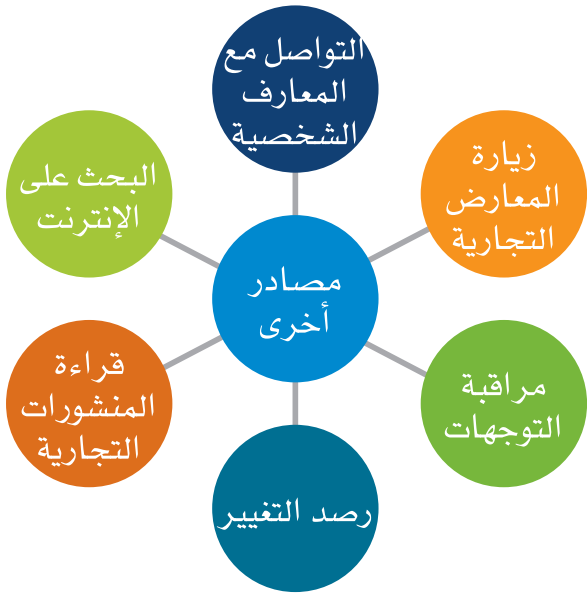 التواصل مع
المعارف
الشخصية
زيارة
المعارض
التجارية
مراقبة
التوجهات
رصد التغيير
قراءة
المنشورات
التجارية
البحث على
الإنترنت
مصادر
أخرى